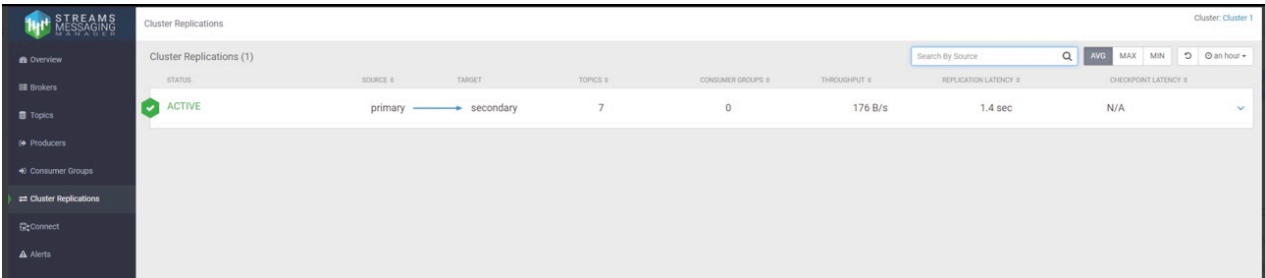 STREAMS
MESSAGING
MANAGER
Cluster Replications
Cluster: Cluster 1
Overview
Brokers
Topics
Producers
Consumer Groups
Cluster Replications
Connect
Alerts
Cluster Replications (1)
Search By Source
AVG MAX MIN an hour
STATUS SOURCE TARGET TOPICS CONSUMER GROUPS THROUGHPUT REPLICATION LATENCY CHECKPOINT LATENCY
ACTIVE primary secondary 7 0 176 B/s 1.4 sec N/A